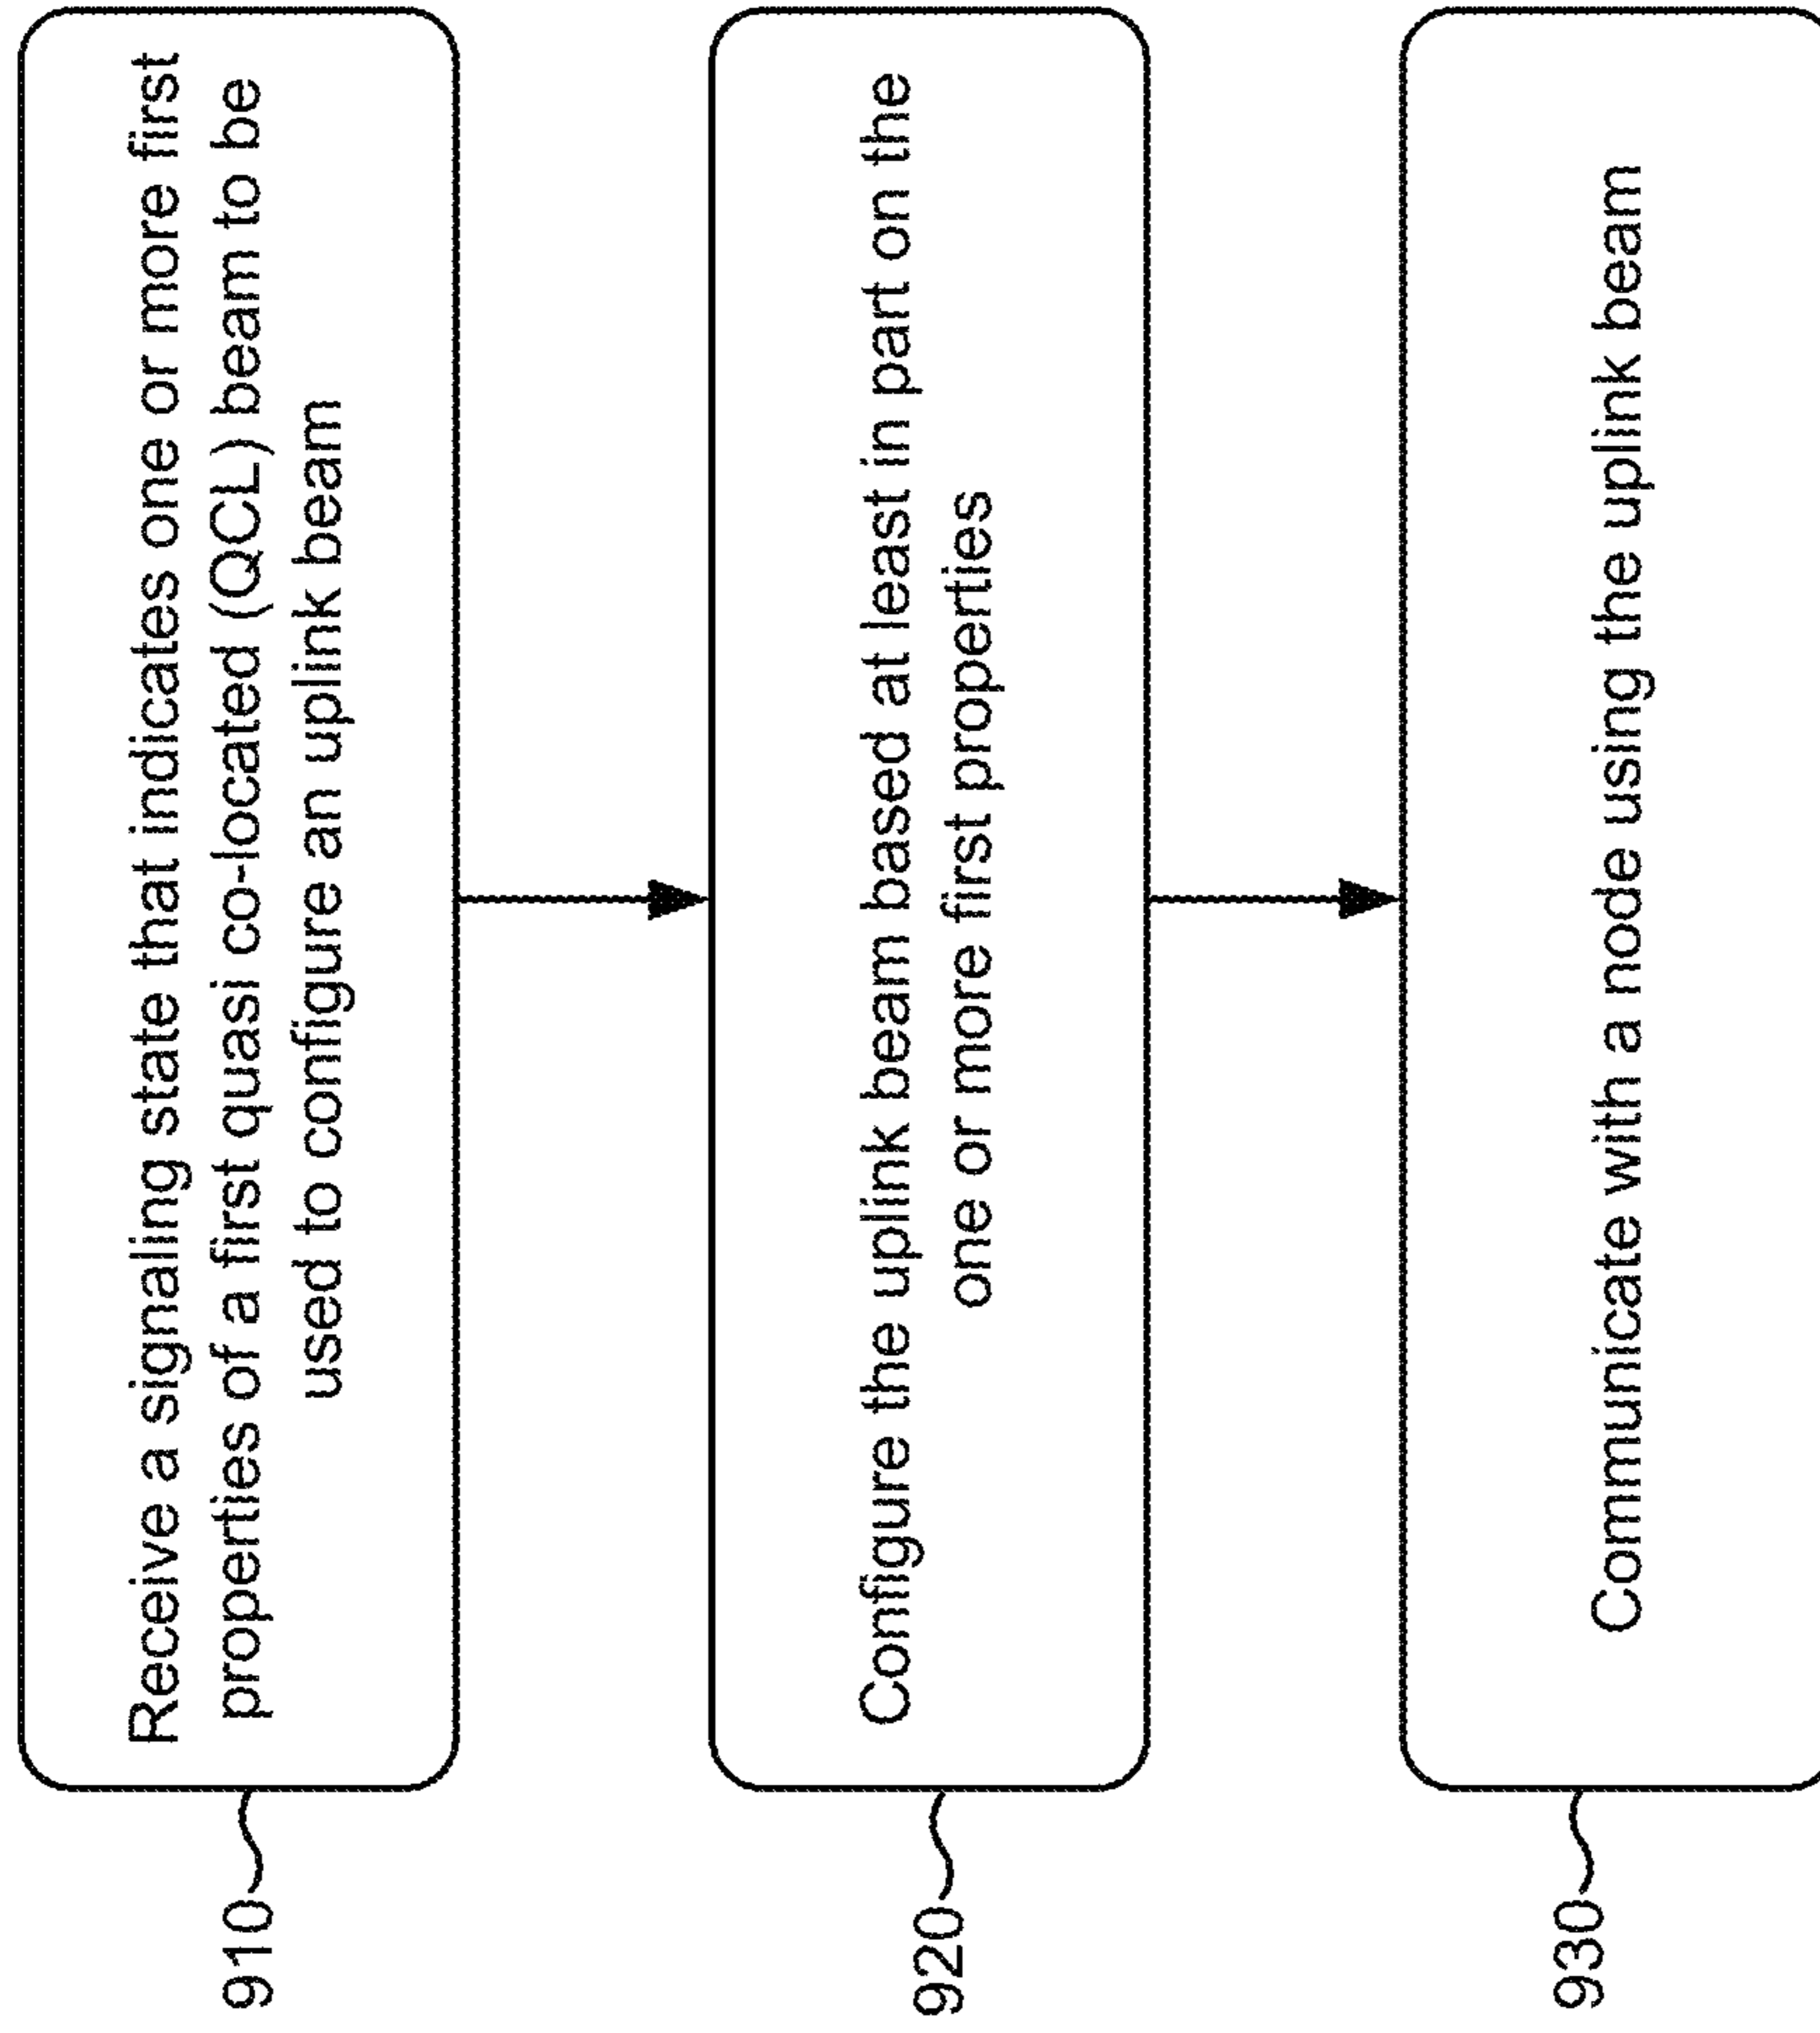 910
Receive a signaling state that indicates one or more first
properties of a first quasi co-located (QCL) beam to be
used to configure an uplink beam
920
Configure the uplink beam based at least in part on the
one or more first properties
930
Communicate with a node using the uplink beam